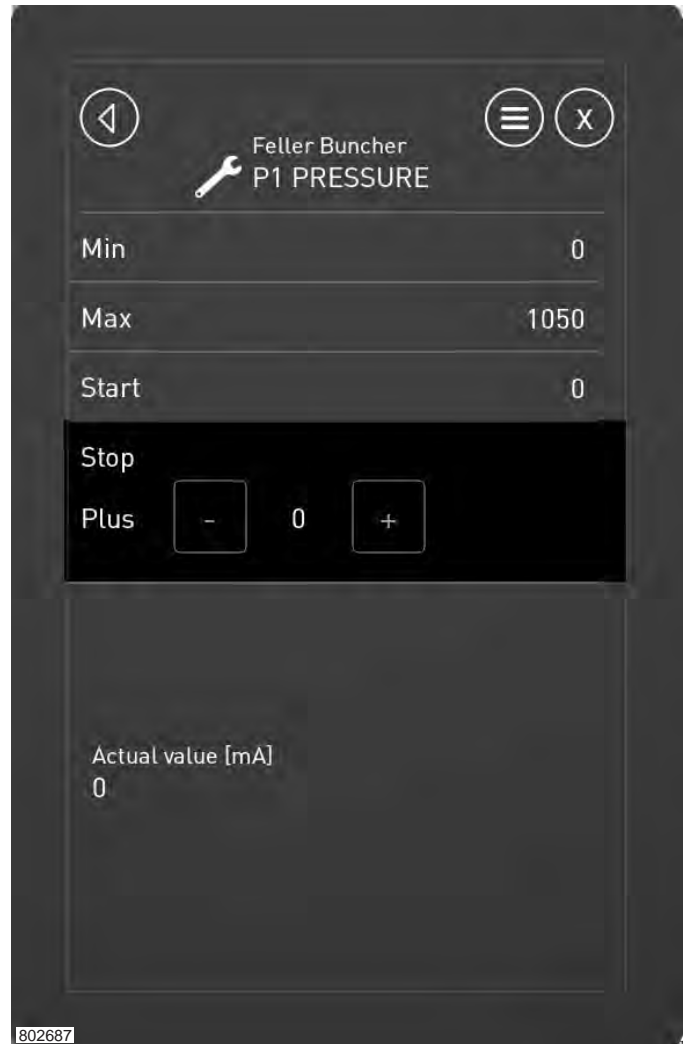 X
Feller Buncher
P1 PRESSURE
Min 0
Max 1050
Start 0
Stop
Plus - 0 +
Actual value [mA]
0
802687